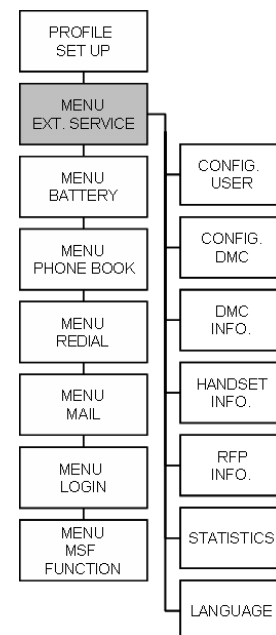 PROFILE
SET UP
MENU
EXT. SERVICE
MENU
BATTERY
MENU
PHONE BOOK
MENU
REDIAL
MENU
MAIL
MENU
LOGIN
MENU
MSF
FUNCTION
CONFIG.
USER
CONFIG.
DMC
DMC
INFO.
HANDSET
INFO.
RFP
INFO.
STATISTICS
LANGUAGE